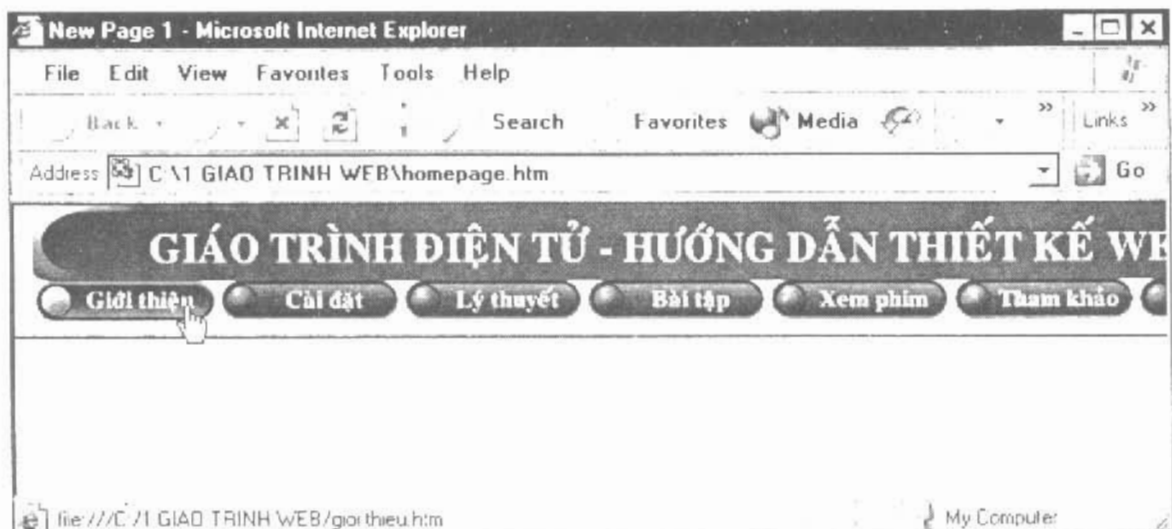 New Page 1 - Microsoft Internet Explorer
File Edit View Favorites Tools Help
Back Search Favorites Media » Links »
Address C:\1 GIAO TRINH WEB\homepage.htm Go
GIÁO TRÌNH ĐIỆN TỬ - HƯỚNG DẪN THIẾT KẾ WE
Giới thiệu Cài đặt Lý thuyết Bài tập Xem phim Tham khảo
file:///C:/1 GIAO TRINH WEB/gioi thieu.htm My Computer